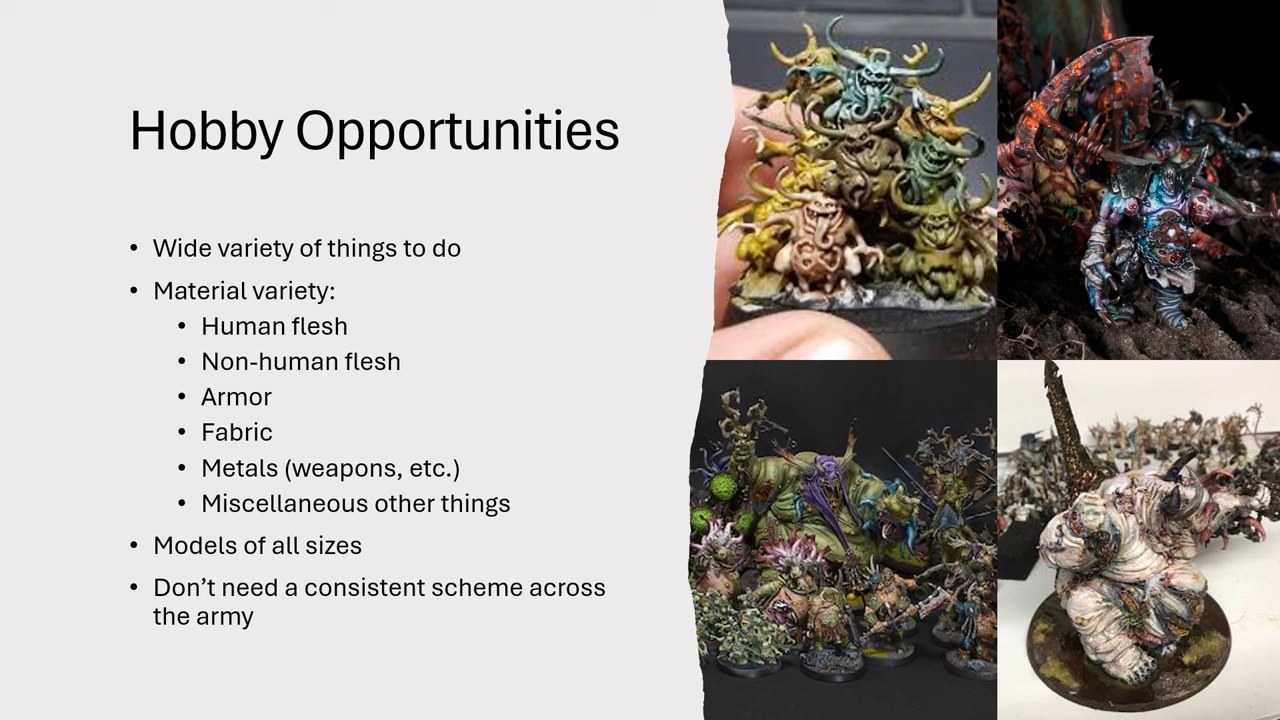 Hobby Opportunities
• Wide variety of things to do
• Material variety:
• Human flesh
• Non-human flesh
• Armor
• Fabric
• Metals (weapons, etc.)
• Miscellaneous other things
• Models of all sizes
• Don’t need a consistent scheme across
the army